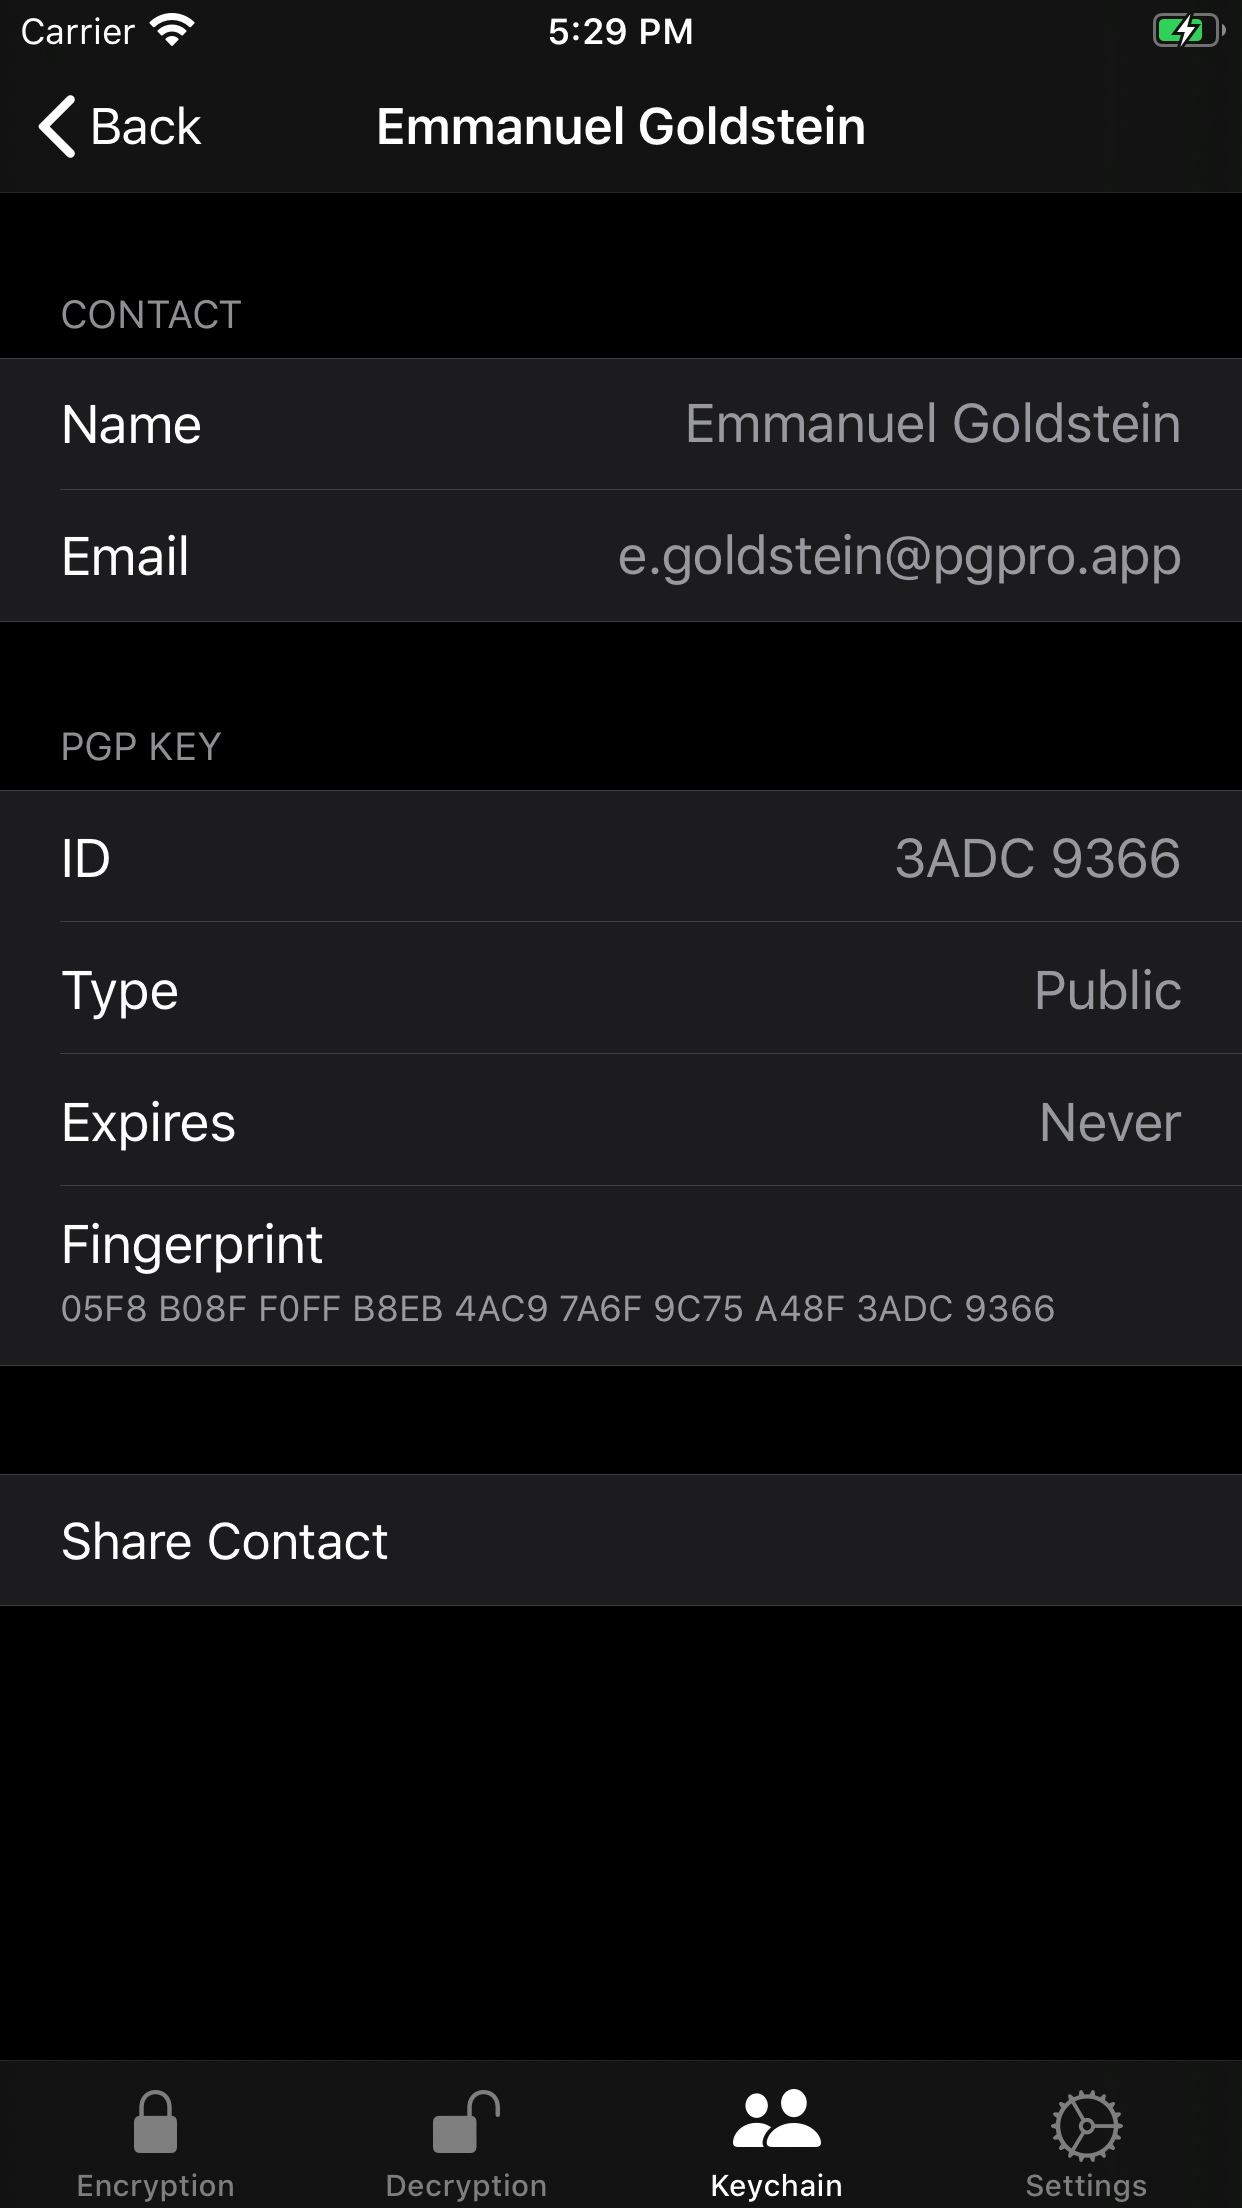 Carrier 5:29 PM
Back Emmanuel Goldstein
CONTACT
Name Emmanuel Goldstein
Email e.goldstein@pgpro.app
PGP KEY
ID 3ADC 9366
Type Public
Expires Never
Fingerprint
05F8 B08F F0FF B8EB 4AC9 7A6F 9C75 A48F 3ADC 9366
Share Contact
Encryption Decryption Keychain Settings